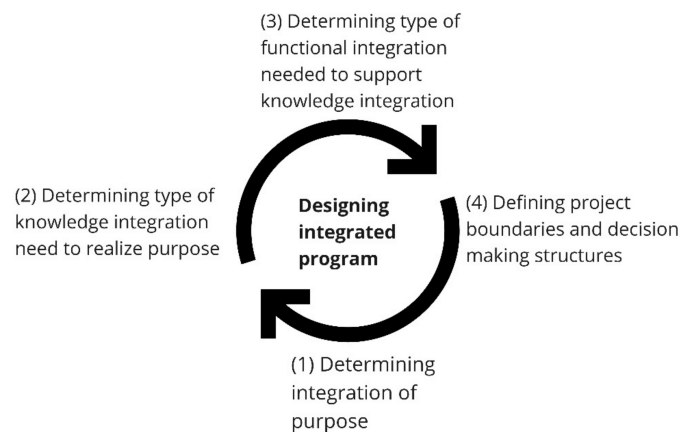 (3) Determining type of
functional integration
needed to support
knowledge integration
(2) Determining type of
knowledge integration
need to realize purpose
Designing
integrated
program
(4) Defining project
boundaries and decision
making structures
(1) Determining
integration of
purpose